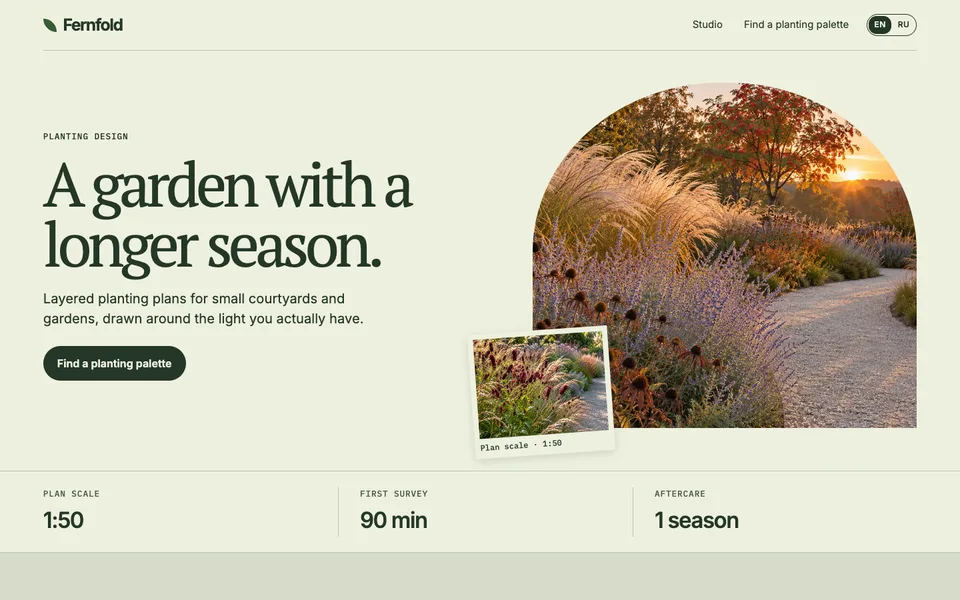 Fernfold
Studio
Find a planting palette
EN
RU
PLANTING DESIGN
A garden with a
longer season.
Layered planting plans for small courtyards and
gardens, drawn around the light you actually have.
Find a planting palette
Plan scale · 1:50
PLAN SCALE
1:50
FIRST SURVEY
90 min
AFTERCARE
1 season